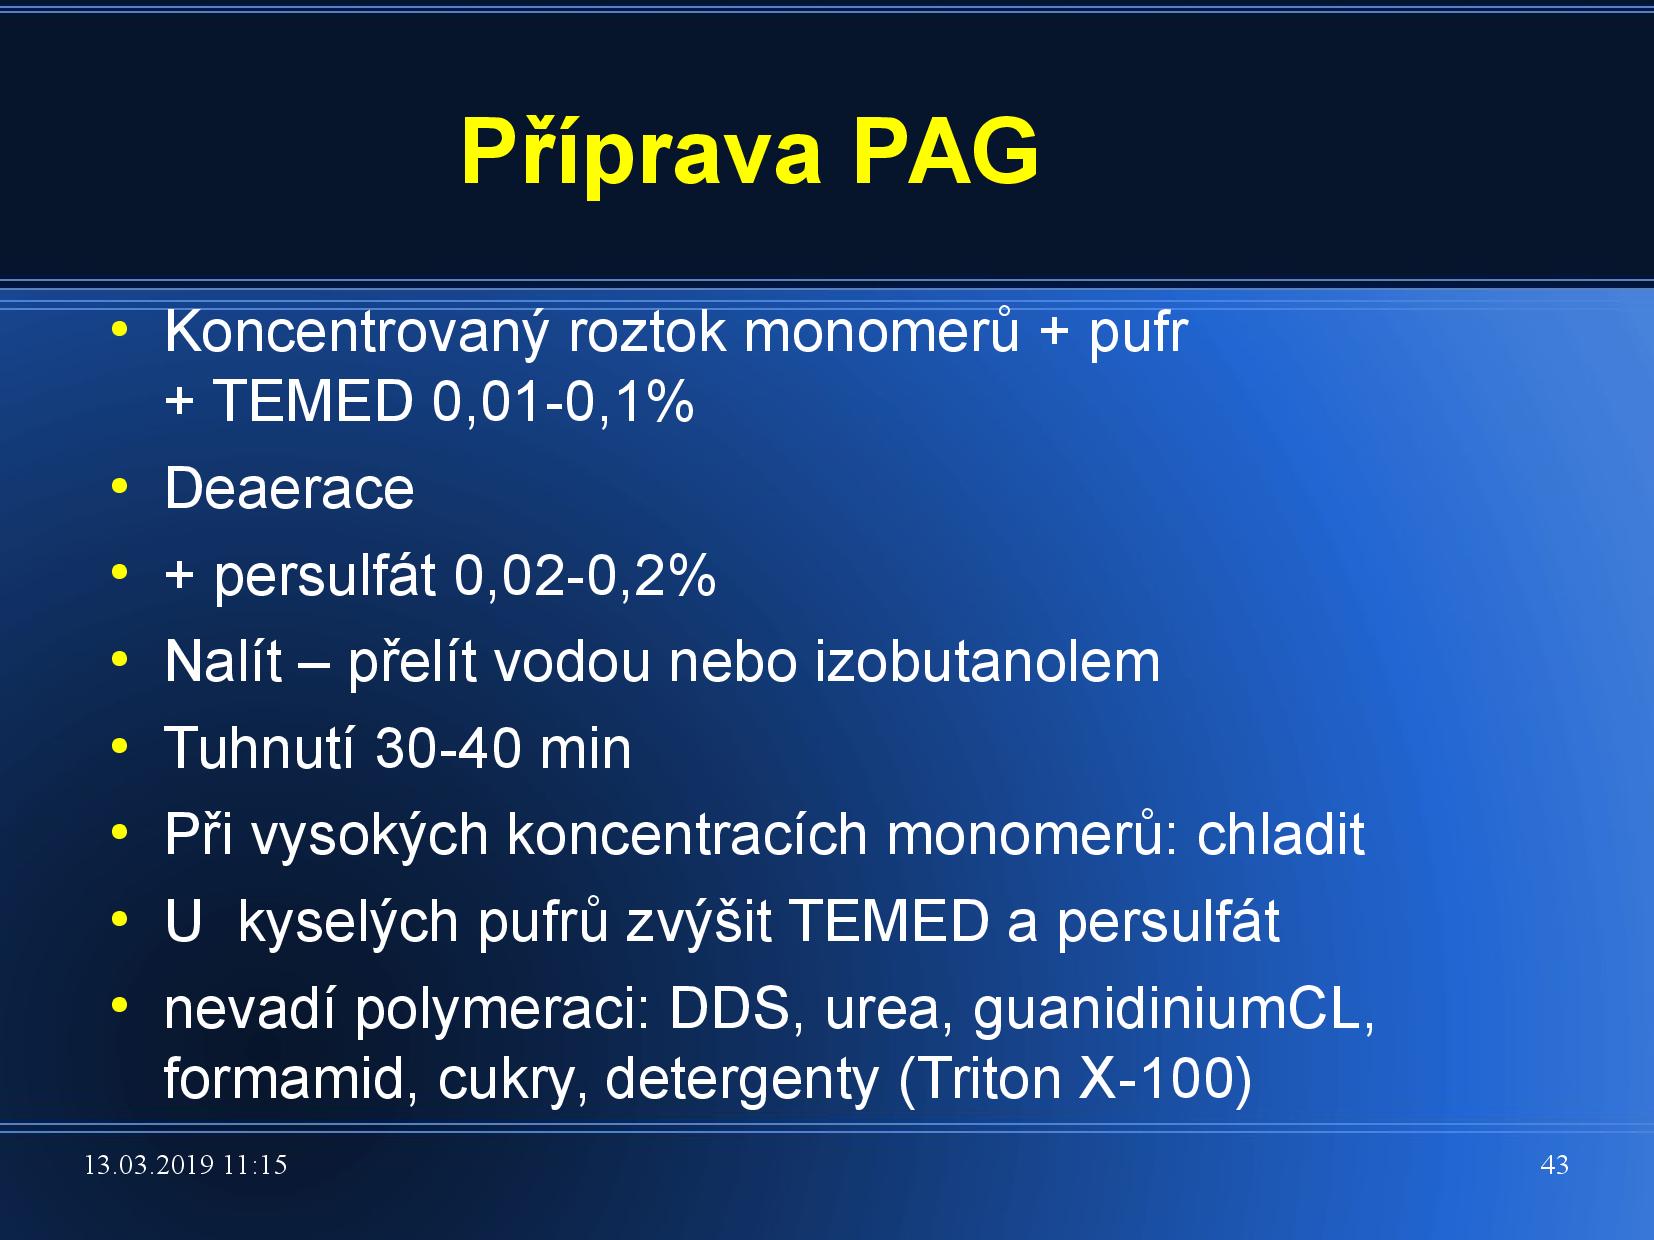 Příprava PAG
• Koncentrovaný roztok monomerů + pufr
+ TEMED 0,01-0,1%
• Deaerace
• + persulfát 0,02-0,2%
• Nalít – přelít vodou nebo izobutanolem
• Tuhnutí 30-40 min
• Při vysokých koncentracích monomerů: chladit
• U  kyselých pufrů zvýšit TEMED a persulfát
• nevadí polymeraci: DDS, urea, guanidiniumCL,
formamid, cukry, detergenty (Triton X-100)
13.03.2019 11:15
43